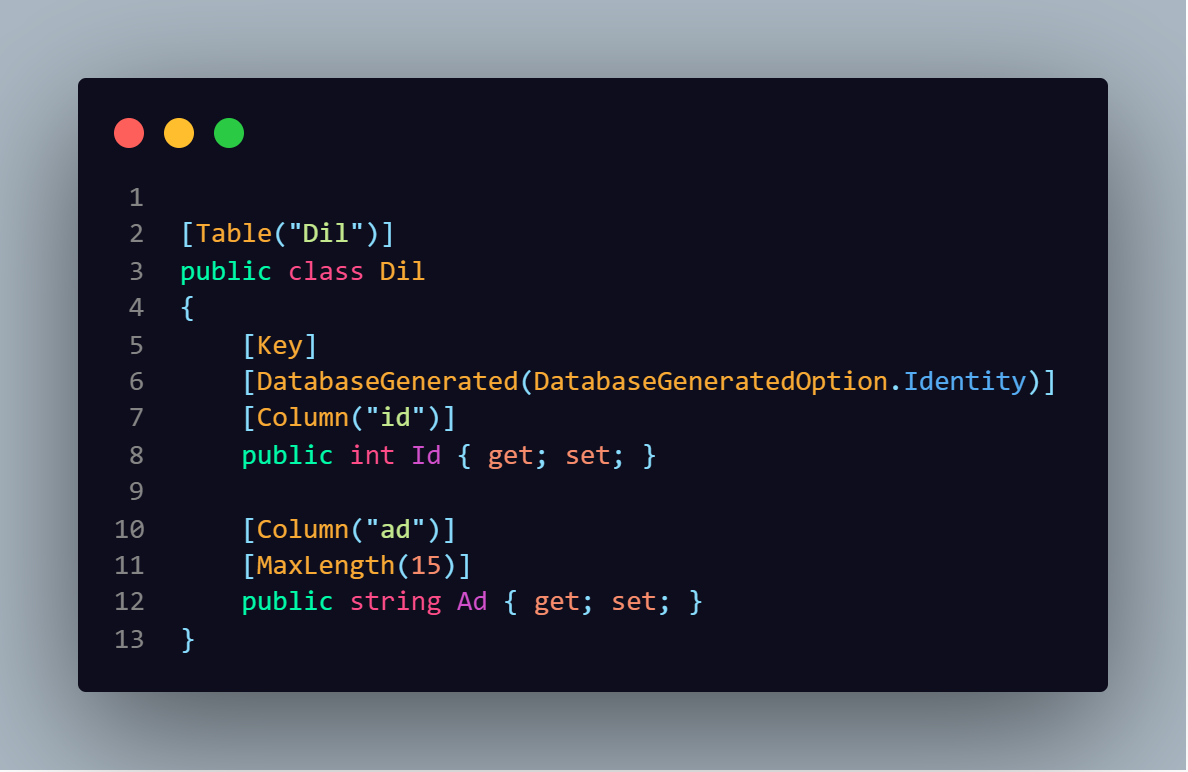 1
2 [Table("Dil")]
3 public class Dil
4 {
5     [Key]
6     [DatabaseGenerated(DatabaseGeneratedOption.Identity)]
7     [Column("id")]
8     public int Id { get; set; }
9
10     [Column("ad")]
11     [MaxLength(15)]
12     public string Ad { get; set; }
13 }